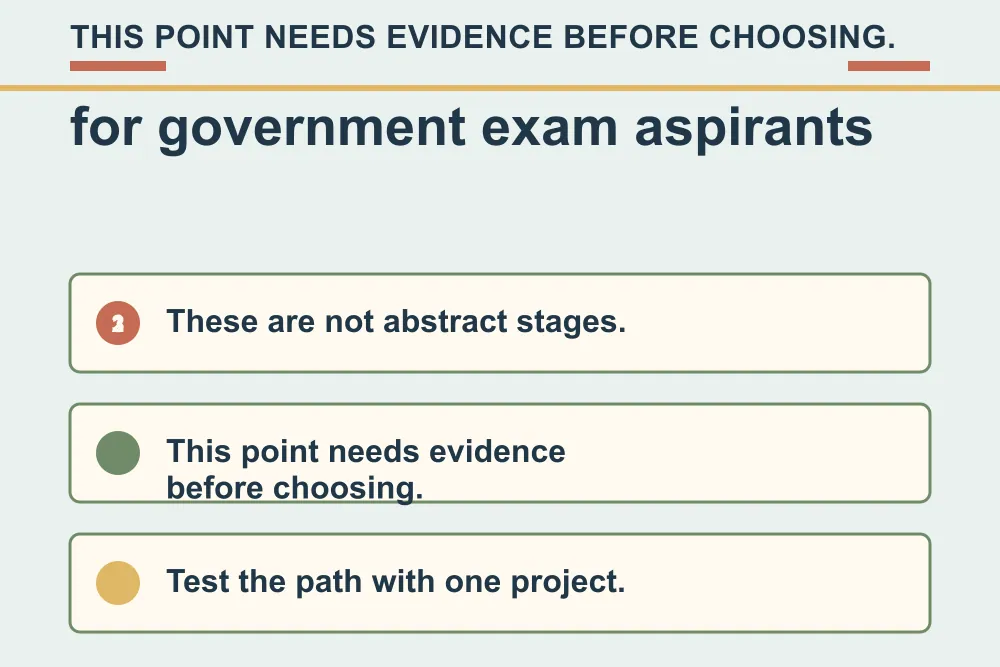 THIS POINT NEEDS EVIDENCE BEFORE CHOOSING.
for government exam aspirants
These are not abstract stages.
This point needs evidence
before choosing.
Test the path with one project.